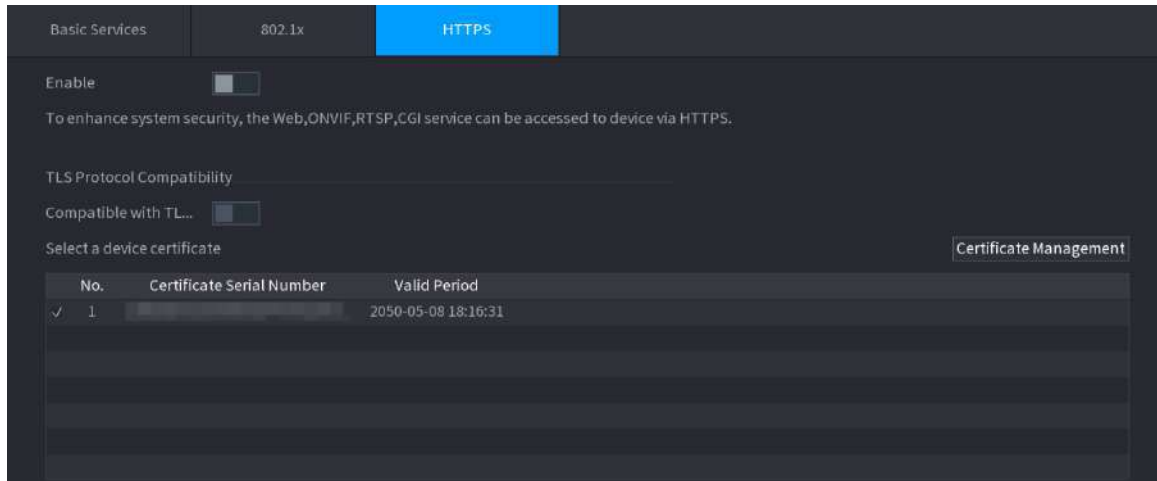 Basic Services 802.1x HTTPS
Enable
To enhance system security, the Web,ONVIF,RTSP,CGI service can be accessed to device via HTTPS.
TLS Protocol Compatibility
Compatible with TL...
Select a device certificate Certificate Management
No. Certificate Serial Number Valid Period
1 2050-05-08 18:16:31